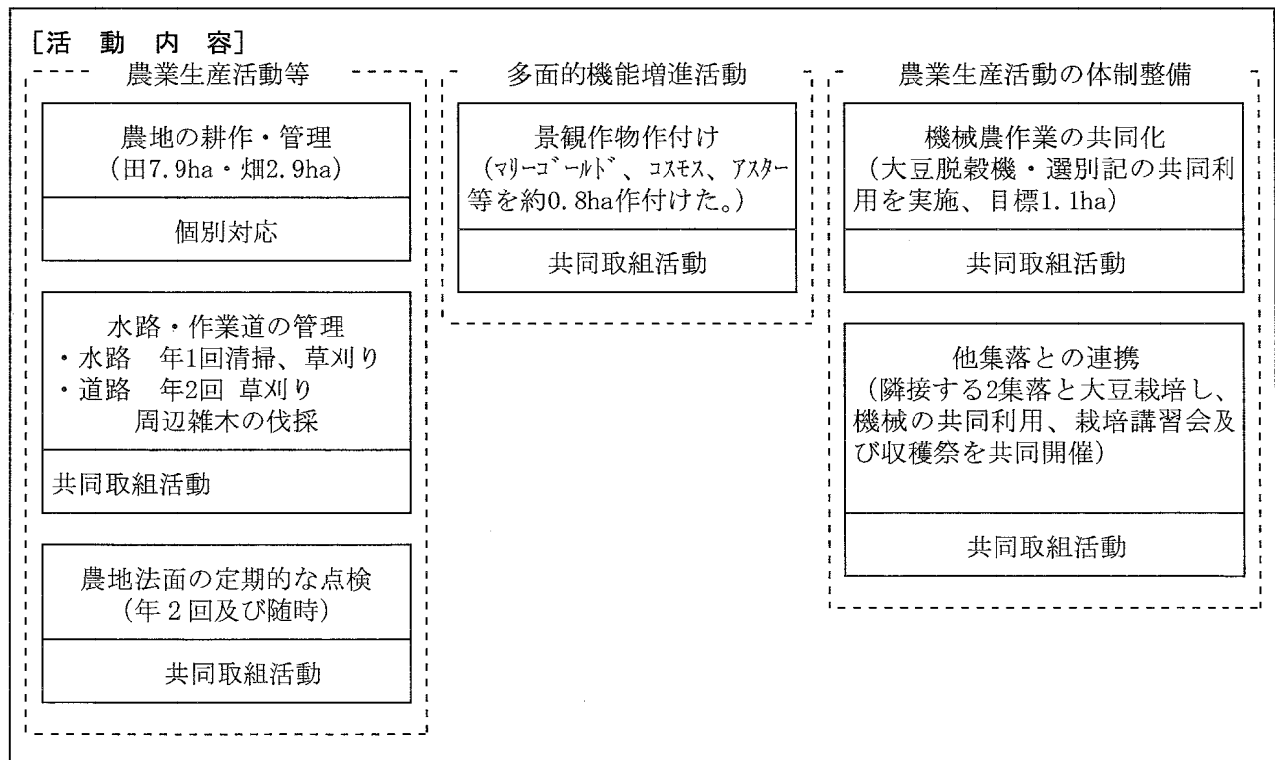 ［活　動　内　容］
農業生産活動等
農地の耕作・管理
（田7.9ha・畑2.9ha）
個別対応
水路・作業道の管理
・水路　年1回清掃、草刈り
・道路　年2回 草刈り
周辺雑木の伐採
共同取組活動
農地法面の定期的な点検
（年２回及び随時）
共同取組活動
多面的機能増進活動
景観作物作付け
（ﾏﾘｰｺﾞｰﾙﾄﾞ、ｺｽﾓｽ、ｱｽﾀｰ
等を約0.8ha作付けた。）
共同取組活動
農業生産活動の体制整備
機械農作業の共同化
（大豆脱穀機・選別記の共同利
用を実施、目標1.1ha）
共同取組活動
他集落との連携
（隣接する2集落と大豆栽培し、
機械の共同利用、栽培講習会及
び収穫祭を共同開催）
共同取組活動